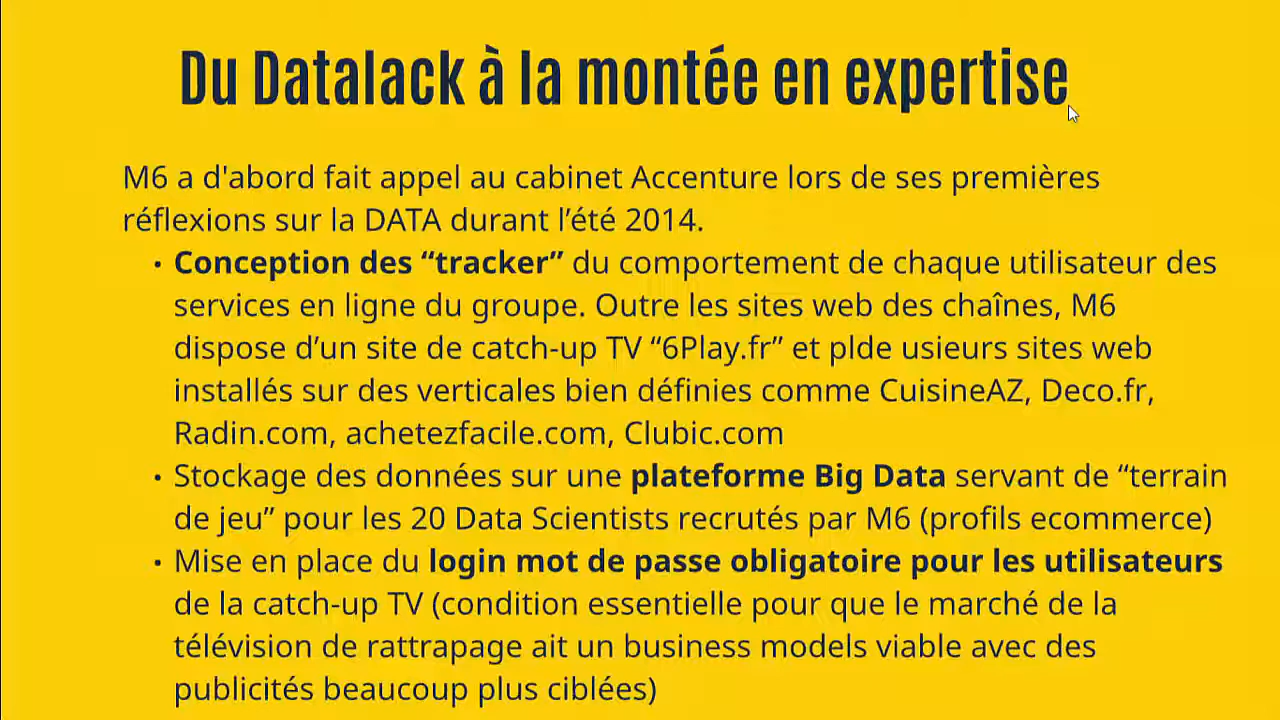 Du Datalack à la montée en expertise
M6 a d'abord fait appel au cabinet Accenture lors de ses premières
réflexions sur la DATA durant l’été 2014.
• Conception des “tracker” du comportement de chaque utilisateur des
services en ligne du groupe. Outre les sites web des chaînes, M6
dispose d’un site de catch-up TV “6Play.fr” et plde usieurs sites web
installés sur des verticales bien définies comme CuisineAZ, Deco.fr,
Radin.com, achetezfacile.com, Clubic.com
• Stockage des données sur une plateforme Big Data servant de “terrain
de jeu” pour les 20 Data Scientists recrutés par M6 (profils ecommerce)
• Mise en place du login mot de passe obligatoire pour les utilisateurs
de la catch-up TV (condition essentielle pour que le marché de la
télévision de rattrapage ait un business models viable avec des
publicités beaucoup plus ciblées)